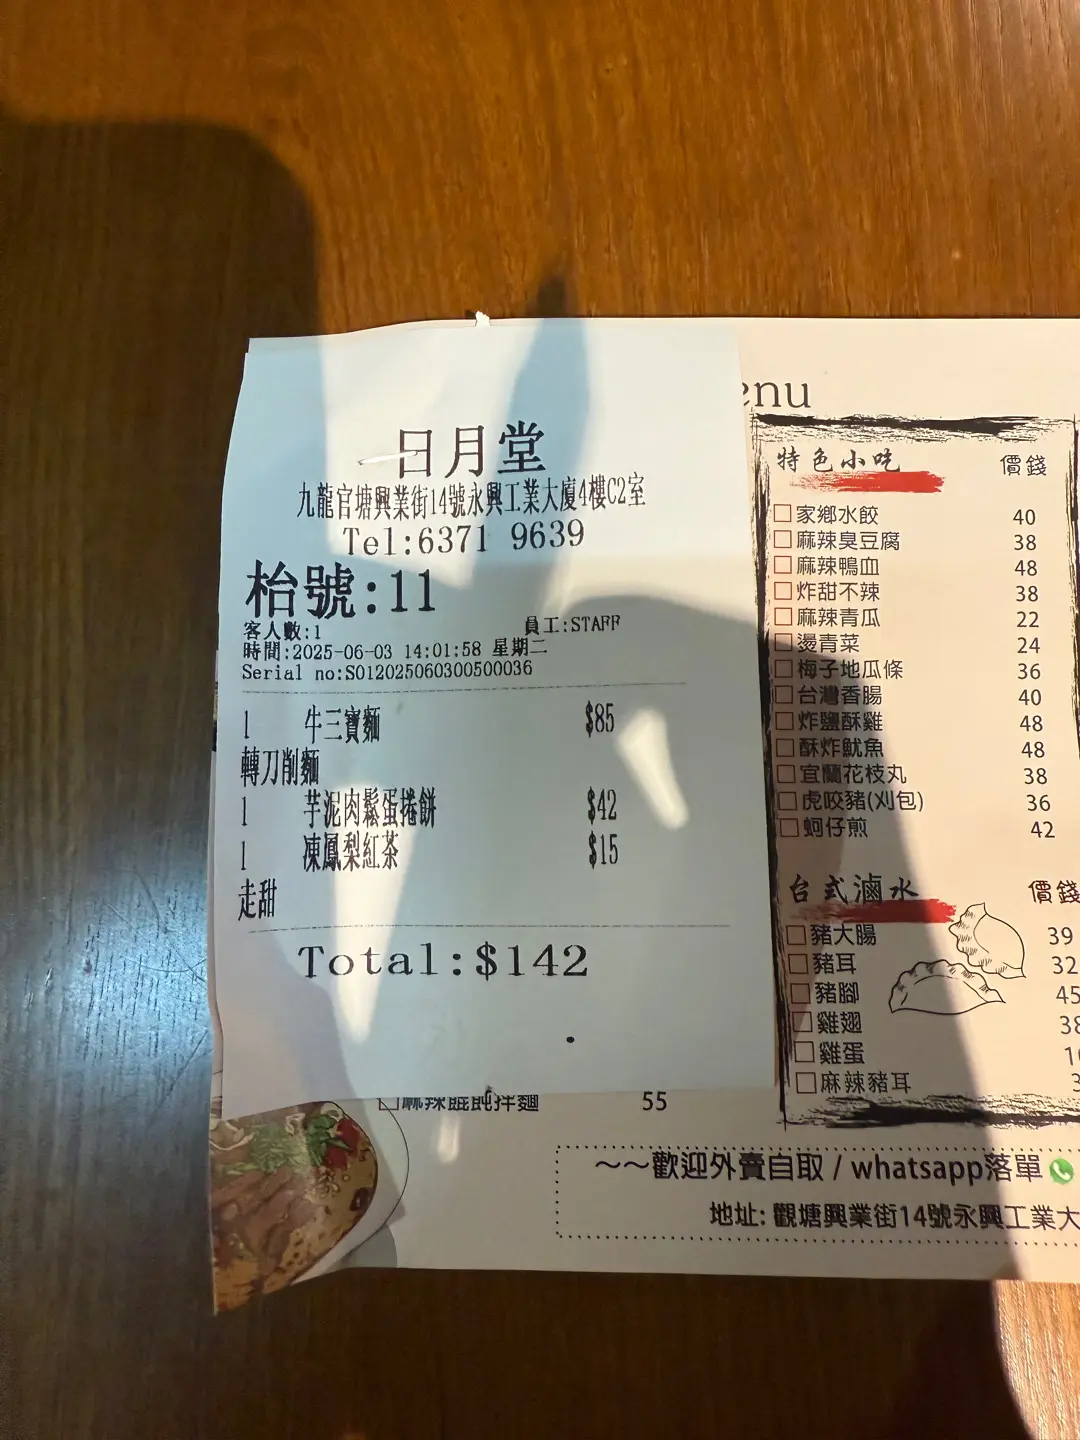 日月堂
九龍官塘興業街14號永興工業大廈4樓C2室
Tel:6371 9639
枱號:11
客人數:1 員工:STAFF
時間:2025-06-03 14:01:58 星期二
Serial no:S012025060300500036
1 牛三寶麵 $85
轉刀削麵
1 芋泥肉鬆蛋捲餅 $42
1 凍鳳梨紅茶 $15
走甜
Total:$142
enu
特色小吃 價錢
家鄉水餃 40
麻辣臭豆腐 38
麻辣鴨血 48
炸甜不辣 38
麻辣青瓜 22
燙青菜 24
梅子地瓜條 36
台灣香腸 40
炸鹽酥雞 48
酥炸魷魚 48
宜蘭花枝丸 38
虎咬豬(刈包) 36
蚵仔煎 42
台式滷水 價錢
豬大腸 39
豬耳 32
豬腳 45
雞翅 38
雞蛋
麻辣豬耳
麻辣餛飩拌麵 55
～～歡迎外賣自取 / whatsapp落單
地址: 觀塘興業街14號永興工業大